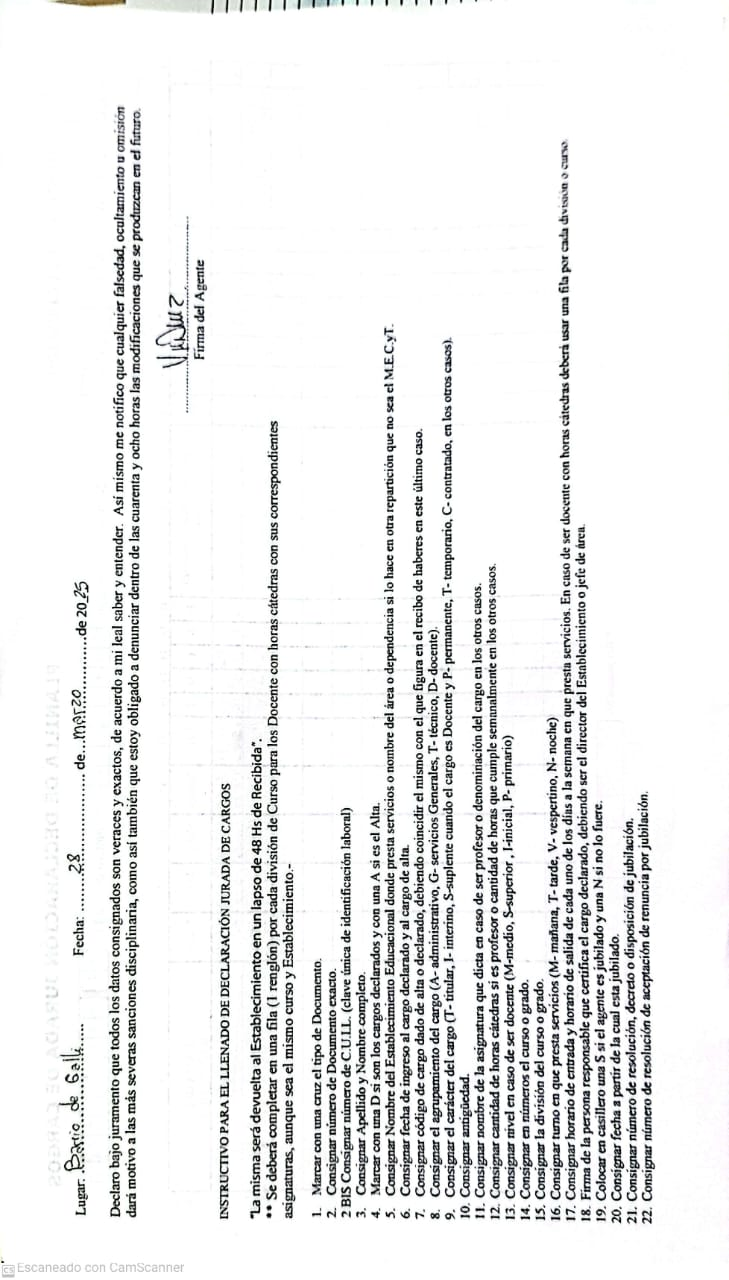 Lugar: Barrio de Salt Fecha: 28 de marzo de 2025
Declaro bajo juramento que todos los datos consignados son veraces y exactos, de acuerdo a mi leal saber y entender. Así mismo me notifico que cualquier falsedad, ocultamiento u omisión
dará motivo a las más severas sanciones disciplinaria, como así también que estoy obligado a denunciar dentro de las cuarenta y ocho horas las modificaciones que se produzcan en el futuro.
Firma del Agente
INSTRUCTIVO PARA EL LLENADO DE DECLARACIÓN JURADA DE CARGOS
"La misma será devuelta al Establecimiento en un lapso de 48 Hs de Recibida".
** Se deberá completar en una fila (1 renglón) por cada división de Curso para los Docente con horas cátedras con sus correspondientes
asignaturas, aunque sea el mismo curso y Establecimiento.-
1. Marcar con una cruz el tipo de Documento.
2. Consignar número de Documento exacto.
2 BIS Consignar número de C.U.I.L. (clave única de identificación laboral)
3. Consignar Apellido y Nombre completo.
4. Marcar con una D si son los cargos declarados y con una A si es el Alta.
5. Consignar Nombre del Establecimiento Educacional donde presta servicios o nombre del área o dependencia si lo hace en otra repartición que no sea el M.E.C.yT.
6. Consignar fecha de ingreso al cargo declarado y al cargo de alta.
7. Consignar código de cargo dado de alta o declarado, debiendo coincidir el mismo con el que figura en el recibo de haberes en este último caso.
8. Consignar el agrupamiento del cargo (A- administrativo, G- servicios Generales, T- técnico, D- docente).
9. Consignar el carácter del cargo (T- titular, I- interino, S-suplente cuando el cargo es Docente y P- permanente, T- temporario, C- contratado, en los otros casos).
10. Consignar antigüedad.
11. Consignar nombre de la asignatura que dicta en caso de ser profesor o denominación del cargo en los otros casos.
12. Consignar cantidad de horas cátedras si es profesor o cantidad de horas que cumple semanalmente en los otros casos.
13. Consignar nivel en caso de ser docente (M-medio, S-superior , I-inicial, P- primario)
14. Consignar en números el curso o grado.
15. Consignar la división del curso o grado.
16. Consignar turno en que presta servicios (M- mañana, T- tarde, V- vespertino, N- noche)
17. Consignar horario de entrada y horario de salida de cada uno de los días a la semana en que presta servicios. En caso de ser docente con horas cátedras deberá usar una fila por cada división o curso.
18. Firma de la persona responsable que certifica el cargo declarado, debiendo ser el director del Establecimiento o jefe de área.
19. Colocar en casillero una S si el agente es jubilado y una N si no lo fuere.
20. Consignar fecha a partir de la cual esta jubilado.
21. Consignar número de resolución, decreto o disposición de jubilación.
22. Consignar número de resolución de aceptación de renuncia por jubilación.
CS Escaneado con CamScanner